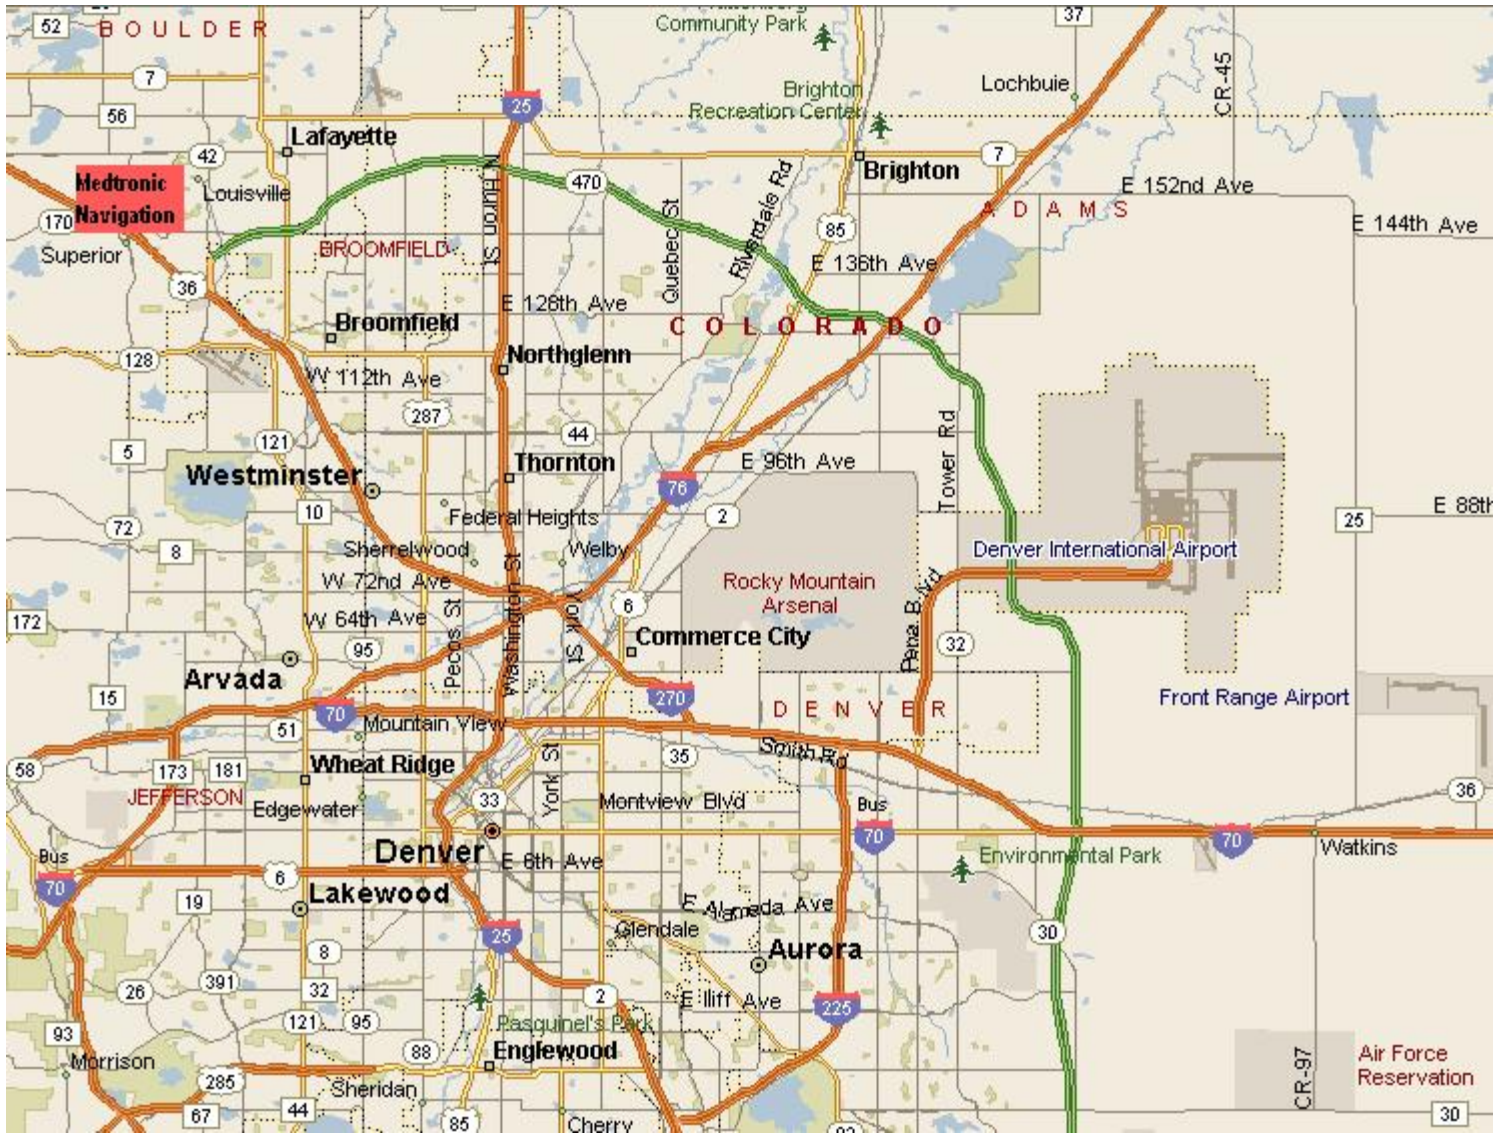 Community Park
37
52
BOULDER
7
Lochbuie
CR-45
Brighton
Recreation Center
25
56
Lafayette
42
7
Brighton
E 152nd Ave
Medtronic
Navigation
Louisville
470
N Huron St
Quebec St
Riverdale Rd
ADAMS
170
E 144th Ave
85
Superior
BROOMFIELD
E 136th Ave
36
E 128th Ave
COLORADO
Broomfield
128
Northglenn
W 112th Ave
287
Tower Rd
121
44
5
Westminster
Thornton
E 96th Ave
76
10
Federal Heights
2
25
E 88th
72
8
Sherrelwood
Welby
Denver International Airport
W 72nd Ave
Rocky Mountain
Arsenal
Pena Blvd
172
W 64th Ave
Pecos St
Washington St
York St
6
Commerce City
32
95
Arvada
15
70
270
DENVER
Front Range Airport
51
Mountain View
Smith Rd
35
58
173
181
Wheat Ridge
York St
JEFFERSON
Edgewater
33
Montview Blvd
Bus
70
70
36
Watkins
Denver
E 6th Ave
Environmental Park
Bus
70
6
19
Lakewood
E Alameda Ave
25
Glendale
30
8
Aurora
26
391
32
2
E Iliff Ave
225
93
121
95
Pasquinel's Park
88
Englewood
Morrison
CR-97
Air Force
Reservation
285
Sheridan
67
44
85
Cherry
30